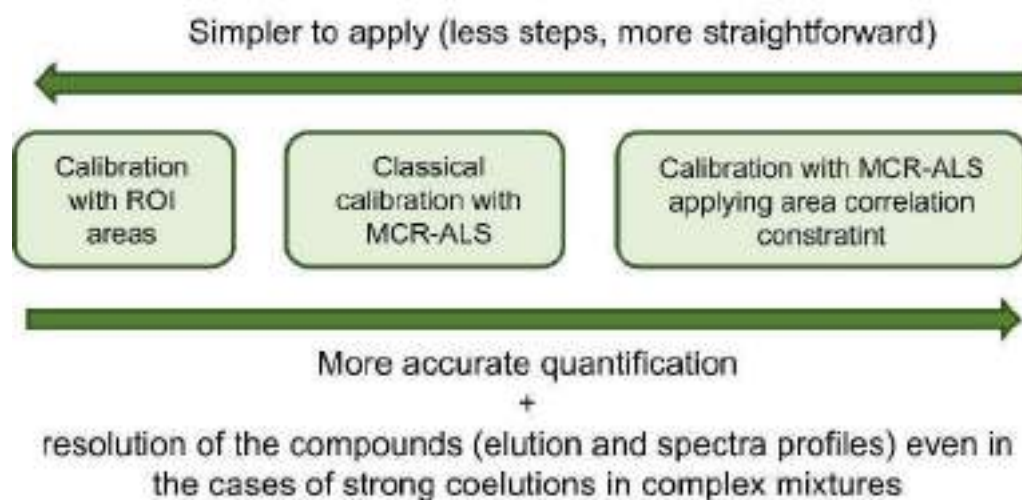 Simpler to apply (less steps, more straightforward)
Calibration
with ROI
areas
Classical
calibration with
MCR-ALS
Calibration with MCR-ALS
applying area correlation
constratint
More accurate quantification
+
resolution of the compounds (elution and spectra profiles) even in
the cases of strong coelutions in complex mixtures